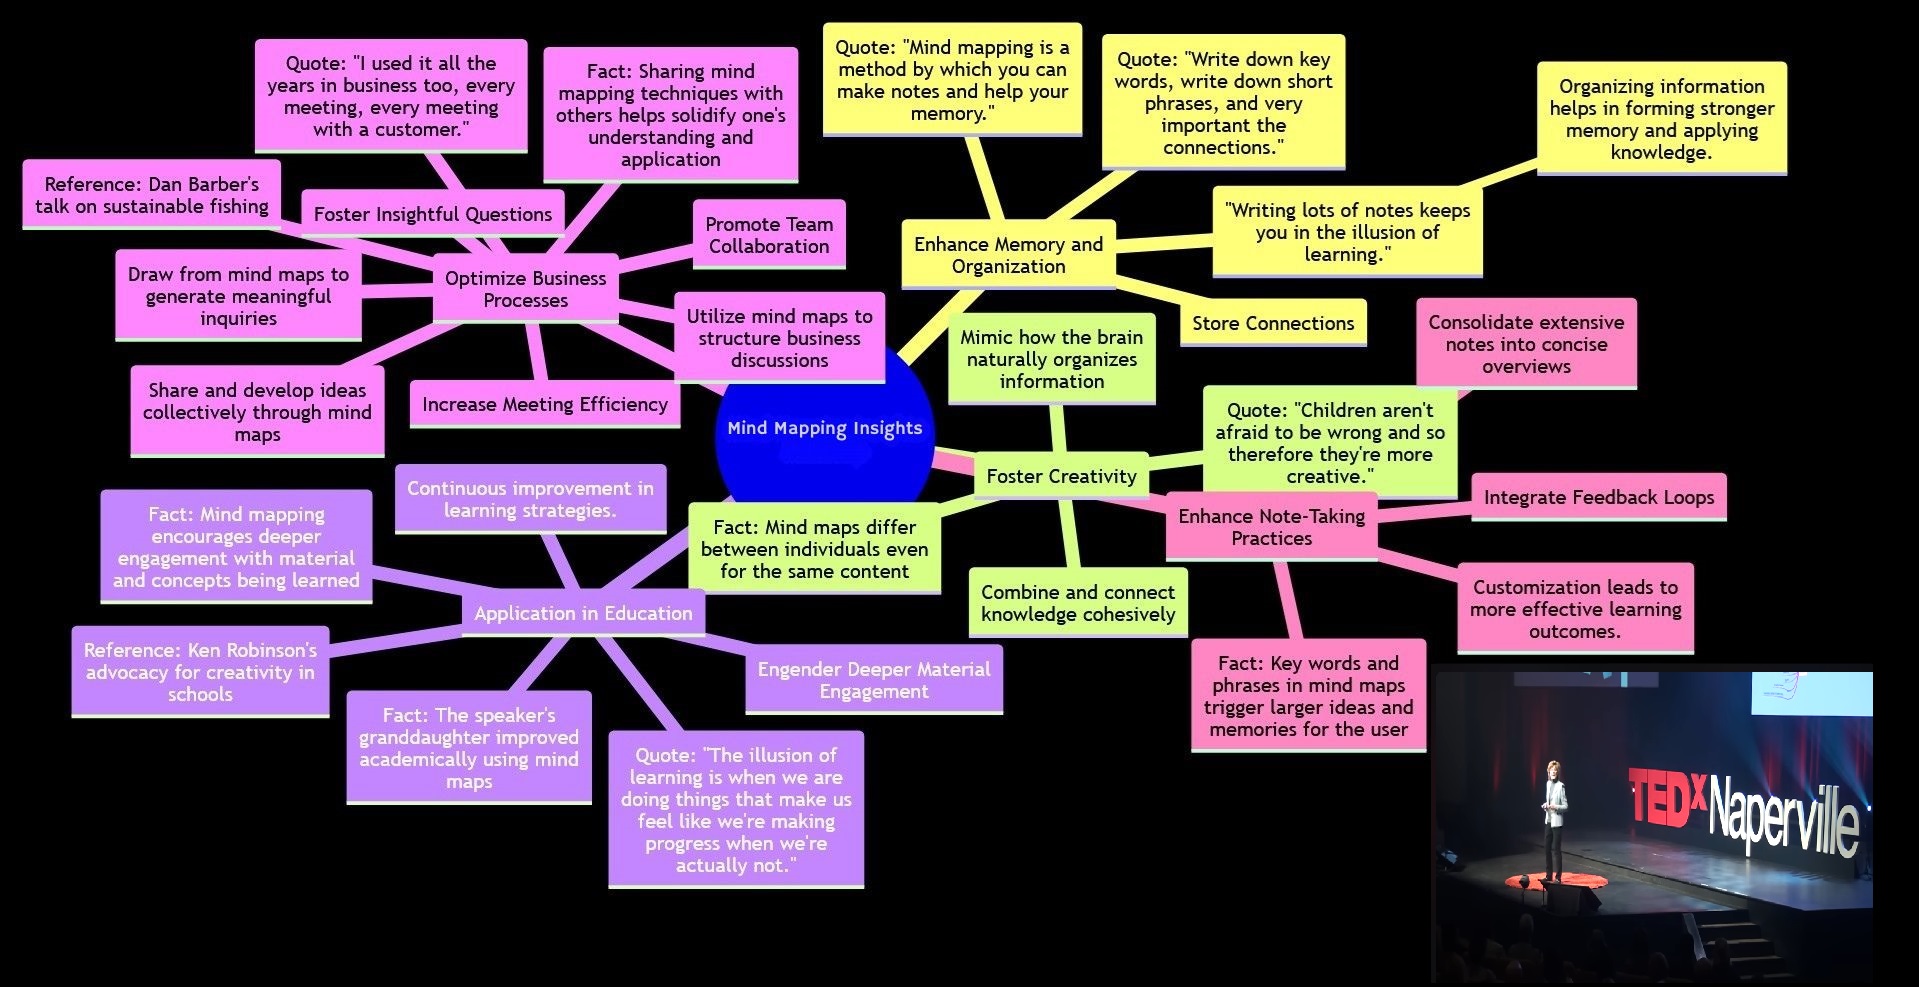 Mind Mapping Insights
Quote: "I used it all the
years in business too, every
meeting, every meeting
with a customer."
Fact: Sharing mind
mapping techniques with
others helps solidify one's
understanding and
application
Reference: Dan Barber's
talk on sustainable fishing
Foster Insightful Questions
Promote Team
Collaboration
Draw from mind maps to
generate meaningful
inquiries
Optimize Business
Processes
Utilize mind maps to
structure business
discussions
Share and develop ideas
collectively through mind
maps
Increase Meeting Efficiency
Quote: "Mind mapping is a
method by which you can
make notes and help your
memory."
Quote: "Write down key
words, write down short
phrases, and very
important the
connections."
Organizing information
helps in forming stronger
memory and applying
knowledge.
"Writing lots of notes keeps
you in the illusion of
learning."
Enhance Memory and
Organization
Store Connections
Mimic how the brain
naturally organizes
information
Quote: "Children aren't
afraid to be wrong and so
therefore they're more
creative."
Foster Creativity
Fact: Mind maps differ
between individuals even
for the same content
Combine and connect
knowledge cohesively
Consolidate extensive
notes into concise
overviews
Integrate Feedback Loops
Enhance Note-Taking
Practices
Customization leads to
more effective learning
outcomes.
Fact: Key words and
phrases in mind maps
trigger larger ideas and
memories for the user
Continuous improvement in
learning strategies.
Fact: Mind mapping
encourages deeper
engagement with material
and concepts being learned
Application in Education
Reference: Ken Robinson's
advocacy for creativity in
schools
Engender Deeper Material
Engagement
Fact: The speaker's
granddaughter improved
academically using mind
maps
Quote: "The illusion of
learning is when we are
doing things that make us
feel like we're making
progress when we're
actually not."
TEDxNaperville